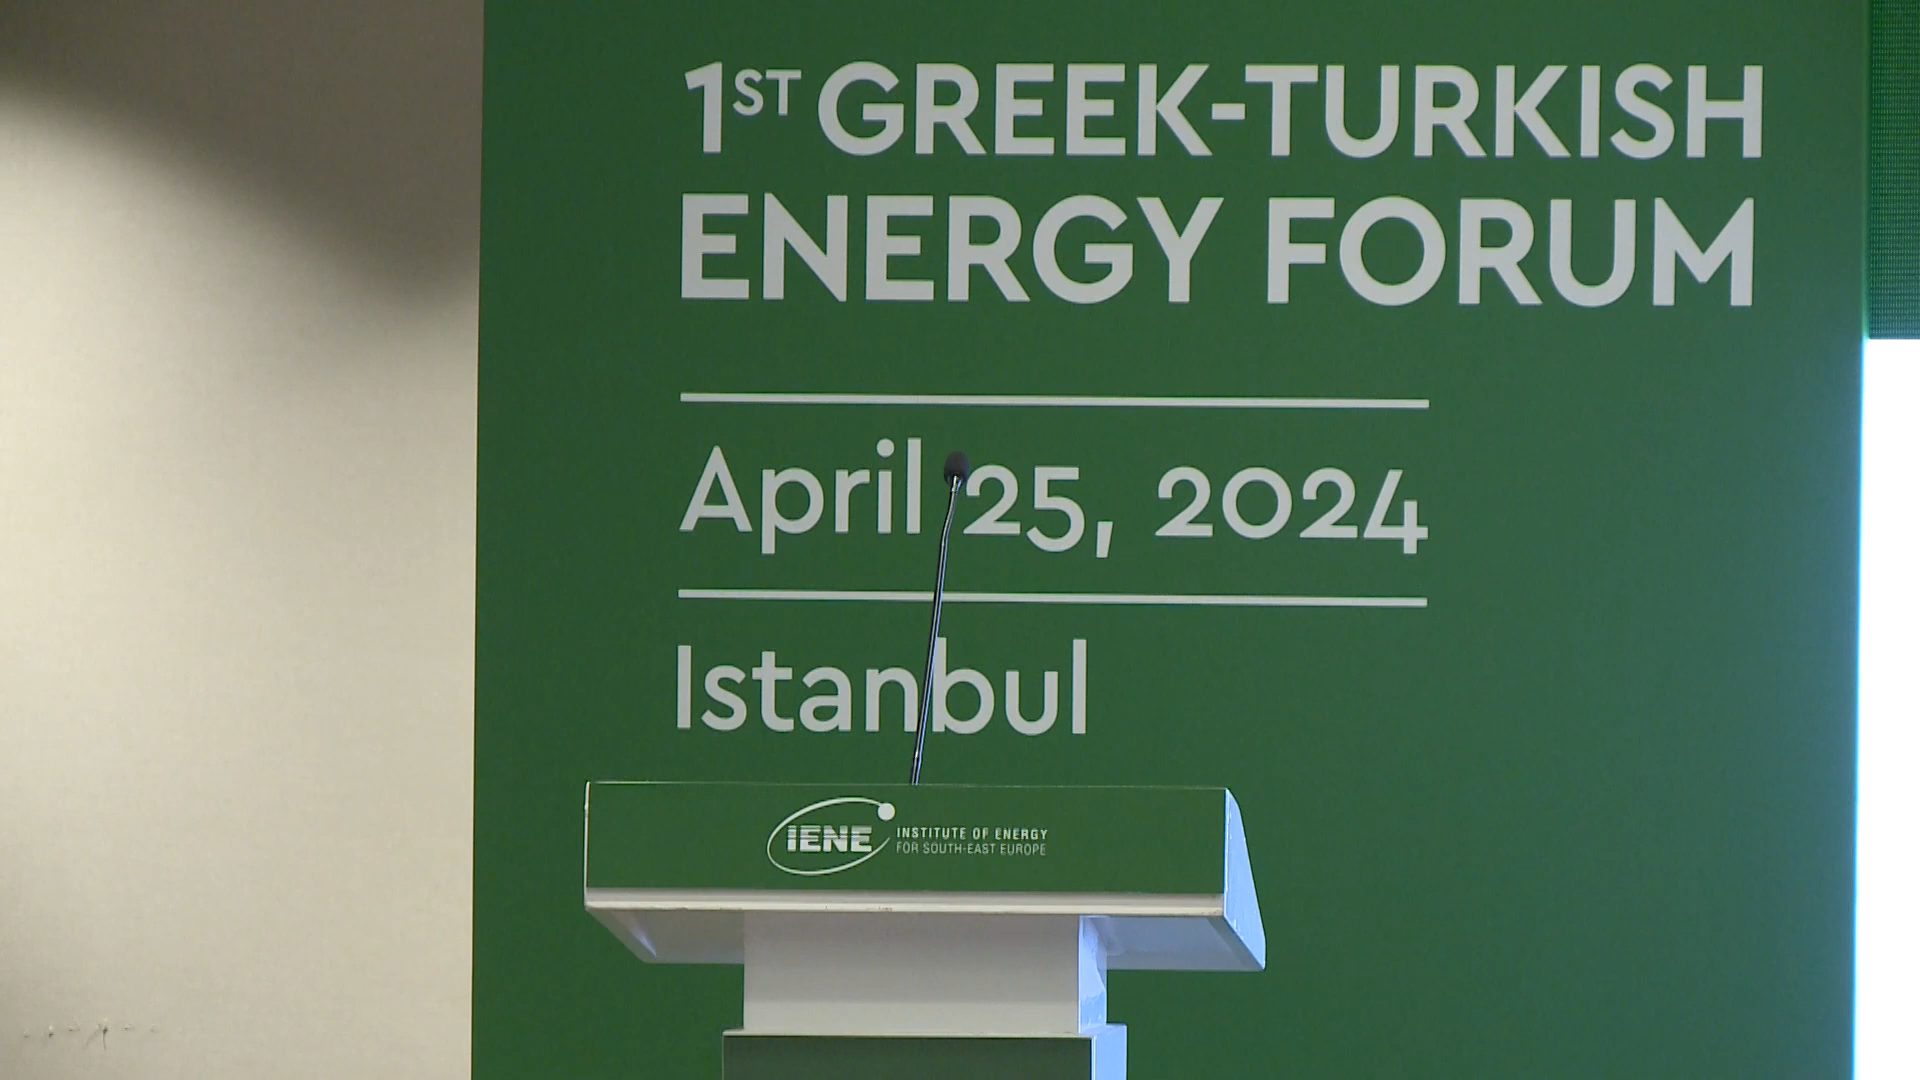 1ST GREEK-TURKISH
ENERGY FORUM
April 25, 2024
Istanbul
IENE
INSTITUTE OF ENERGY
FOR SOUTH-EAST EUROPE